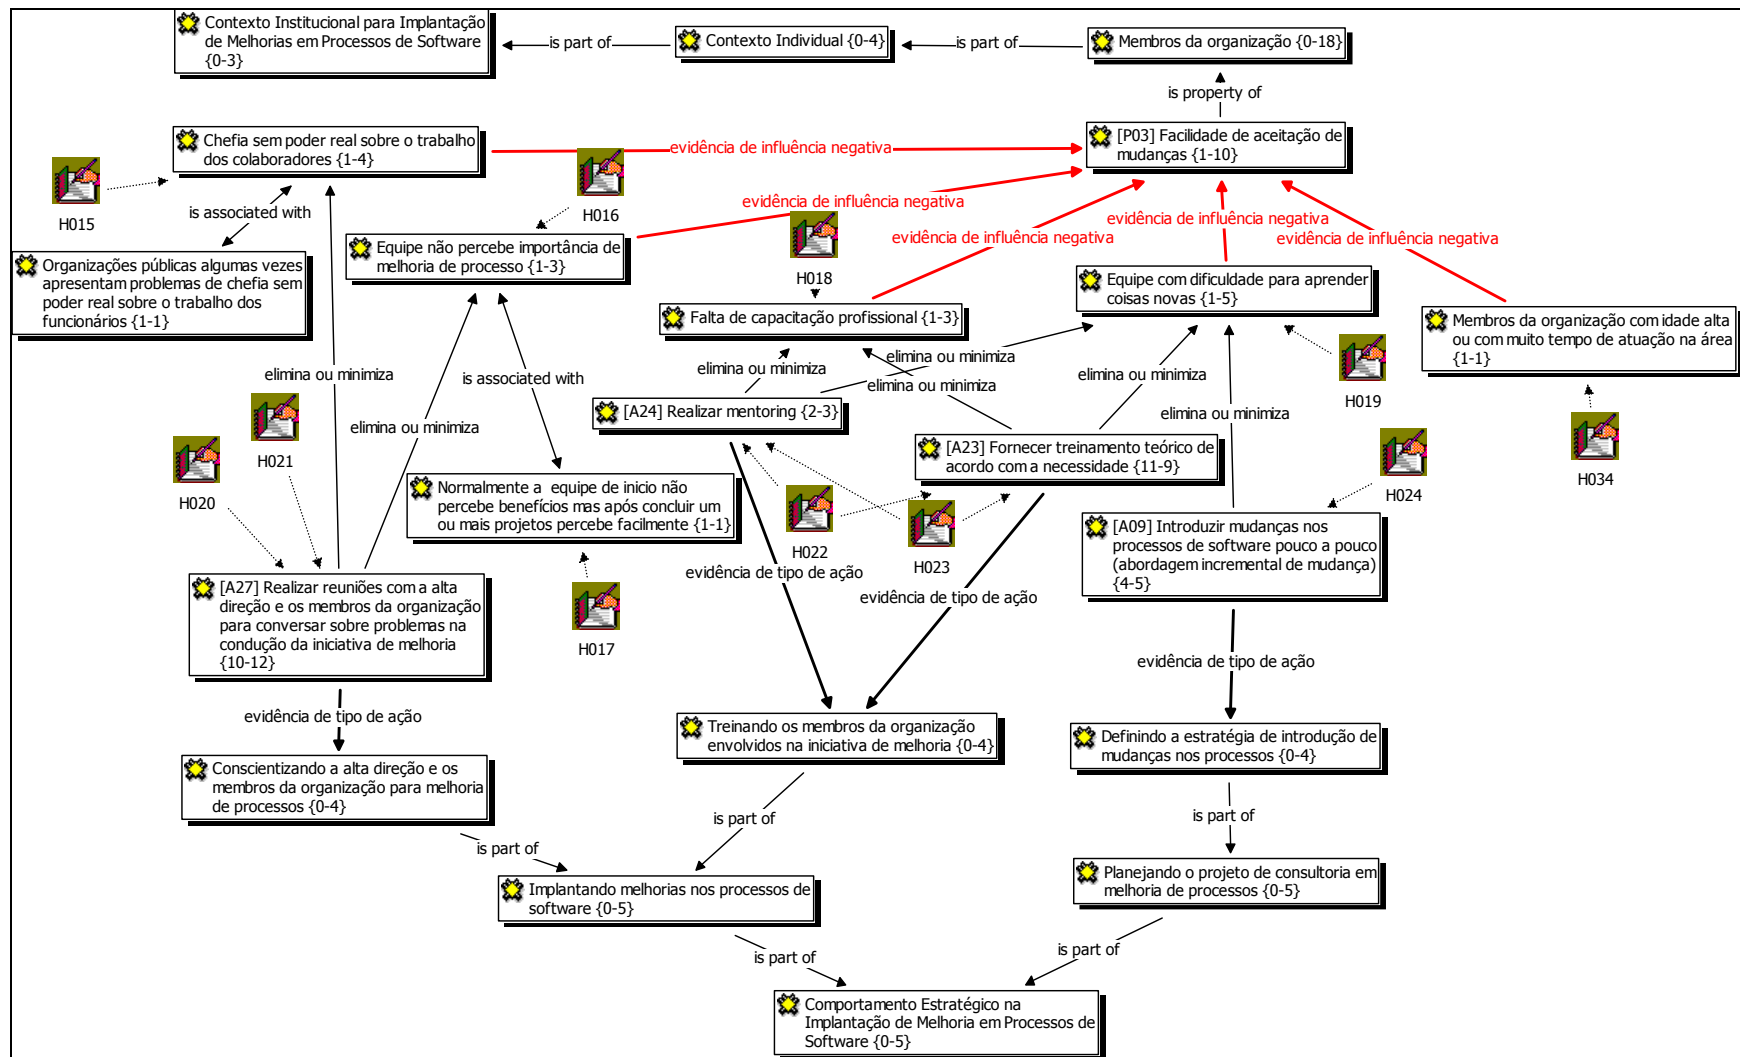 Contexto Institucional para Implantação
de Melhorias em Processos de Software
{0-3}
is part of
Contexto Individual {0-4}
is part of
Membros da organização {0-18}
is property of
Chefia sem poder real sobre o trabalho
dos colaboradores {1-4}
evidência de influência negativa
[P03] Facilidade de aceitação de
mudanças {1-10}
H015
H016
is associated with
evidência de influência negativa
evidência de influência negativa
evidência de influência negativa
evidência de influência negativa
Organizações públicas algumas vezes
apresentam problemas de chefia sem
poder real sobre o trabalho dos
funcionários {1-1}
Equipe não percebe importância de
melhoria de processo {1-3}
H018
Equipe com dificuldade para aprender
coisas novas {1-5}
Falta de capacitação profissional {1-3}
Membros da organização com idade alta
ou com muito tempo de atuação na área
{1-1}
elimina ou minimiza
elimina ou minimiza
elimina ou minimiza
elimina ou minimiza
elimina ou minimiza
is associated with
H019
[A24] Realizar mentoring {2-3}
elimina ou minimiza
elimina ou minimiza
H021
[A23] Fornecer treinamento teórico de
acordo com a necessidade {11-9}
H020
Normalmente a  equipe de inicio não
percebe benefícios mas após concluir um
ou mais projetos percebe facilmente {1-1}
H024
H034
H022
H023
[A09] Introduzir mudanças nos
processos de software pouco a pouco
(abordagem incremental de mudança)
{4-5}
evidência de tipo de ação
evidência de tipo de ação
[A27] Realizar reuniões com a alta
direção e os membros da organização
para conversar sobre problemas na
condução da iniciativa de melhoria
{10-12}
H017
evidência de tipo de ação
evidência de tipo de ação
Treinando os membros da organização
envolvidos na iniciativa de melhoria {0-4}
Definindo a estratégia de introdução de
mudanças nos processos {0-4}
Conscientizando a alta direção e os
membros da organização para melhoria
de processos {0-4}
is part of
is part of
is part of
Implantando melhorias nos processos de
software {0-5}
Planejando o projeto de consultoria em
melhoria de processos {0-5}
is part of
is part of
Comportamento Estratégico na
Implantação de Melhoria em Processos de
Software {0-5}